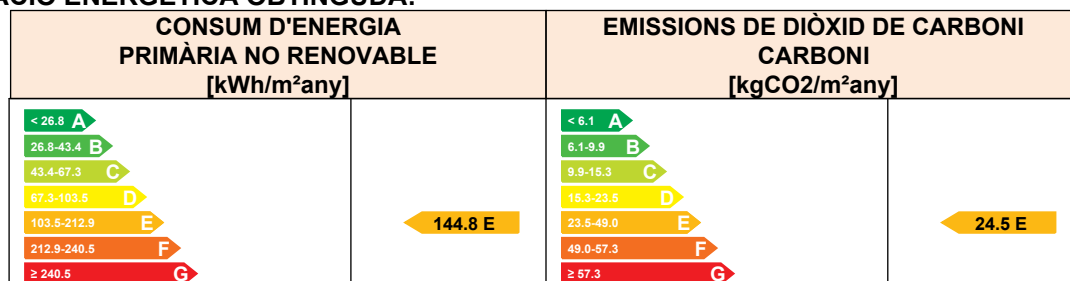 ENERGÈTICA OBTINGUDA:
CONSUM D'ENERGIA
PRIMÀRIA NO RENOVABLE
[kWh/m²any]
< 26.8 A
26.8-43.4 B
43.4-67.3 C
67.3-103.5 D
103.5-212.9 E
212.9-240.5 F
≥ 240.5 G
144.8 E
EMISSIONS DE DIÒXID DE CARBONI
CARBONI
[kgCO2/m²any]
< 6.1 A
6.1-9.9 B
9.9-15.3 C
15.3-23.5 D
23.5-49.0 E
49.0-57.3 F
≥ 57.3 G
24.5 E